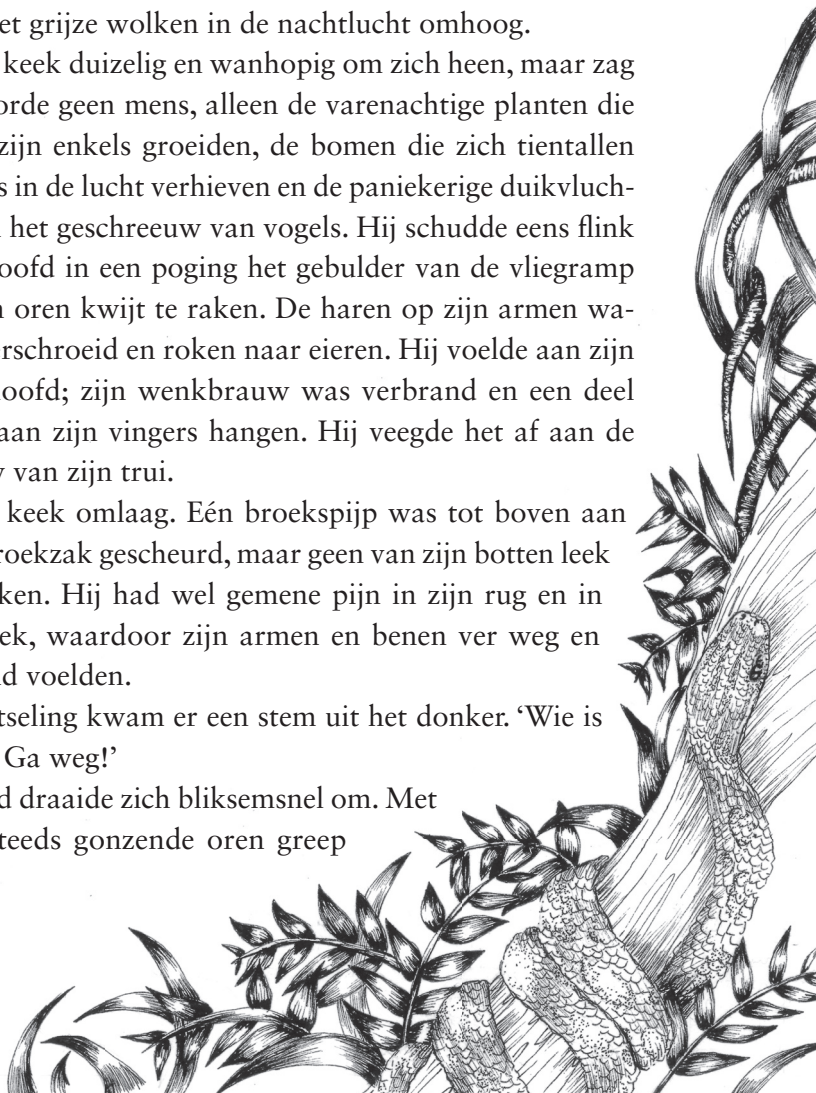 et grijze wolken in de nachtlucht omhoog.
keek duizelig en wanhopig om zich heen, maar zag
orde geen mens, alleen de varenachtige planten die
zijn enkels groeiden, de bomen die zich tientallen
s in de lucht verhieven en de paniekerige duikvluch-
het geschreeuw van vogels. Hij schudde eens flink
oofd in een poging het gebulder van de vliegramp
n oren kwijt te raken. De haren op zijn armen wa-
rschroeid en roken naar eieren. Hij voelde aan zijn
oofd; zijn wenkbrauw was verbrand en een deel
aan zijn vingers hangen. Hij veegde het af aan de
van zijn trui.
keek omlaag. Eén broekspijp was tot boven aan
roekzak gescheurd, maar geen van zijn botten leek
ken. Hij had wel gemene pijn in zijn rug en in
ek, waardoor zijn armen en benen ver weg en
d voelden.
tseling kwam er een stem uit het donker. ‘Wie is
Ga weg!’
d draaide zich bliksemsnel om. Met
teeds gonzende oren greep